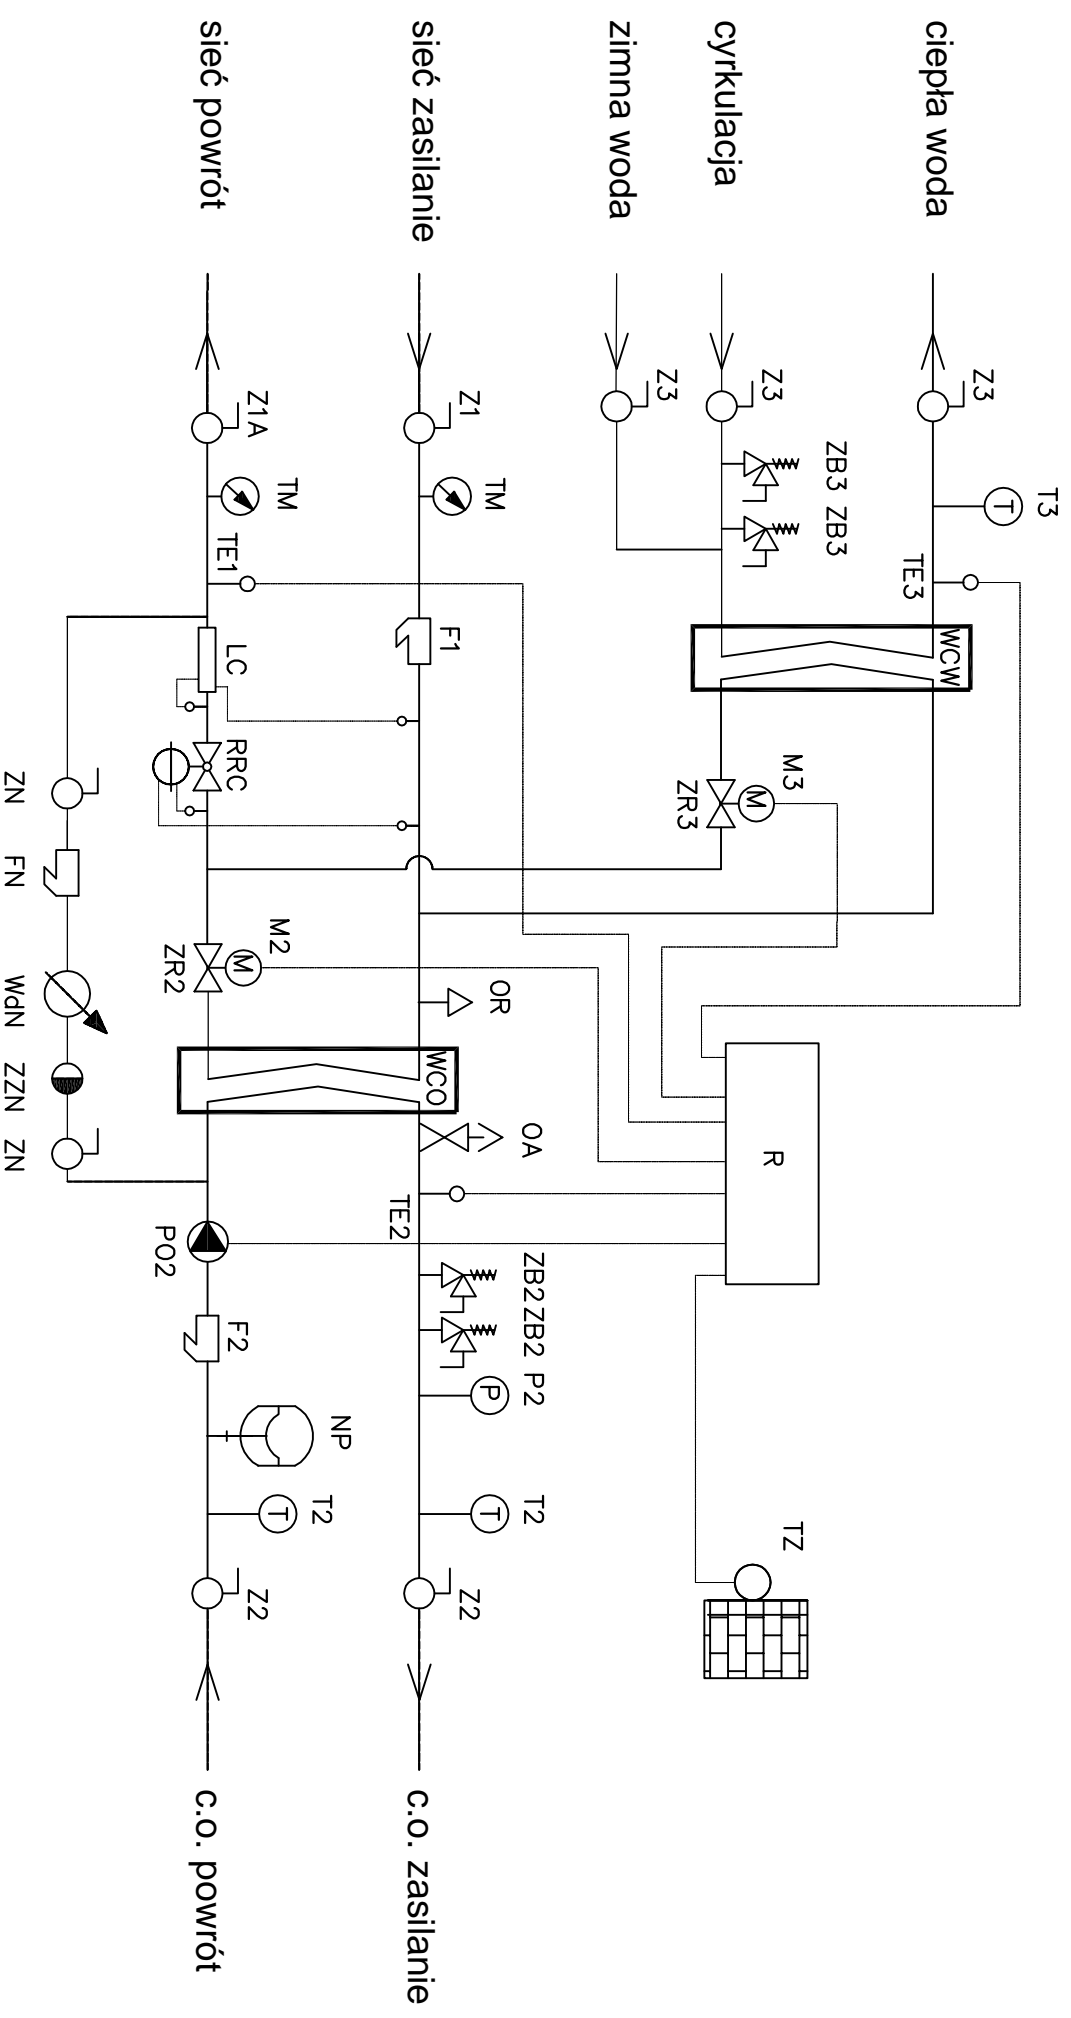 T3
T
Z3
ciepła woda
WCW
TE3
ZB3 ZB3
M3
TZ
Z3
R
M
cyrkulacja
ZR3
Z3
zimna woda
ZB2 ZB2 P2
T2
OA
OR
TM
P
T
Z1
Z2
F1
WCO
sieć zasilanie
TE2
c.o. zasilanie
NP
T2
M2
TM
T
Z1A
Z2
M
TE1
LC
RRC
F2
sieć powrót
c.o. powrót
ZR2
PO2
ZN
FN
WdN
ZZN
ZN